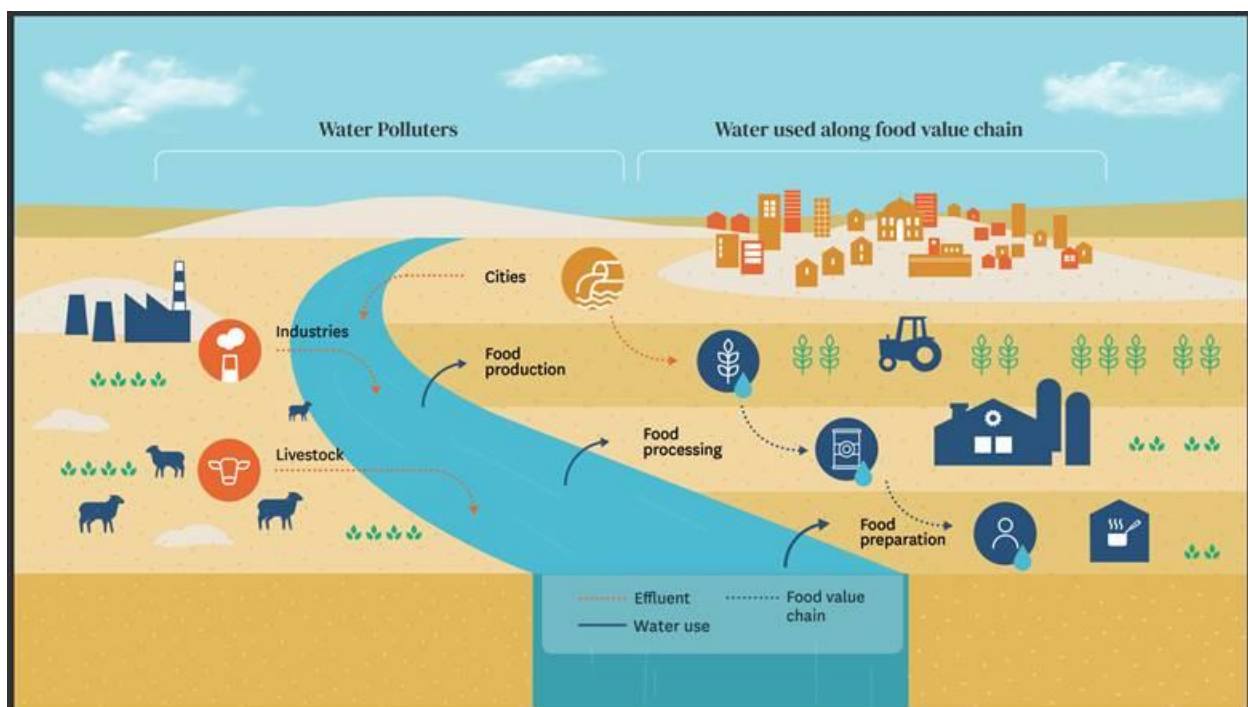 Water Polluters
Water used along food value chain
Cities
Industries
Food
production
Food
processing
Livestock
Food
preparation
Effluent
Water use
Food value
chain